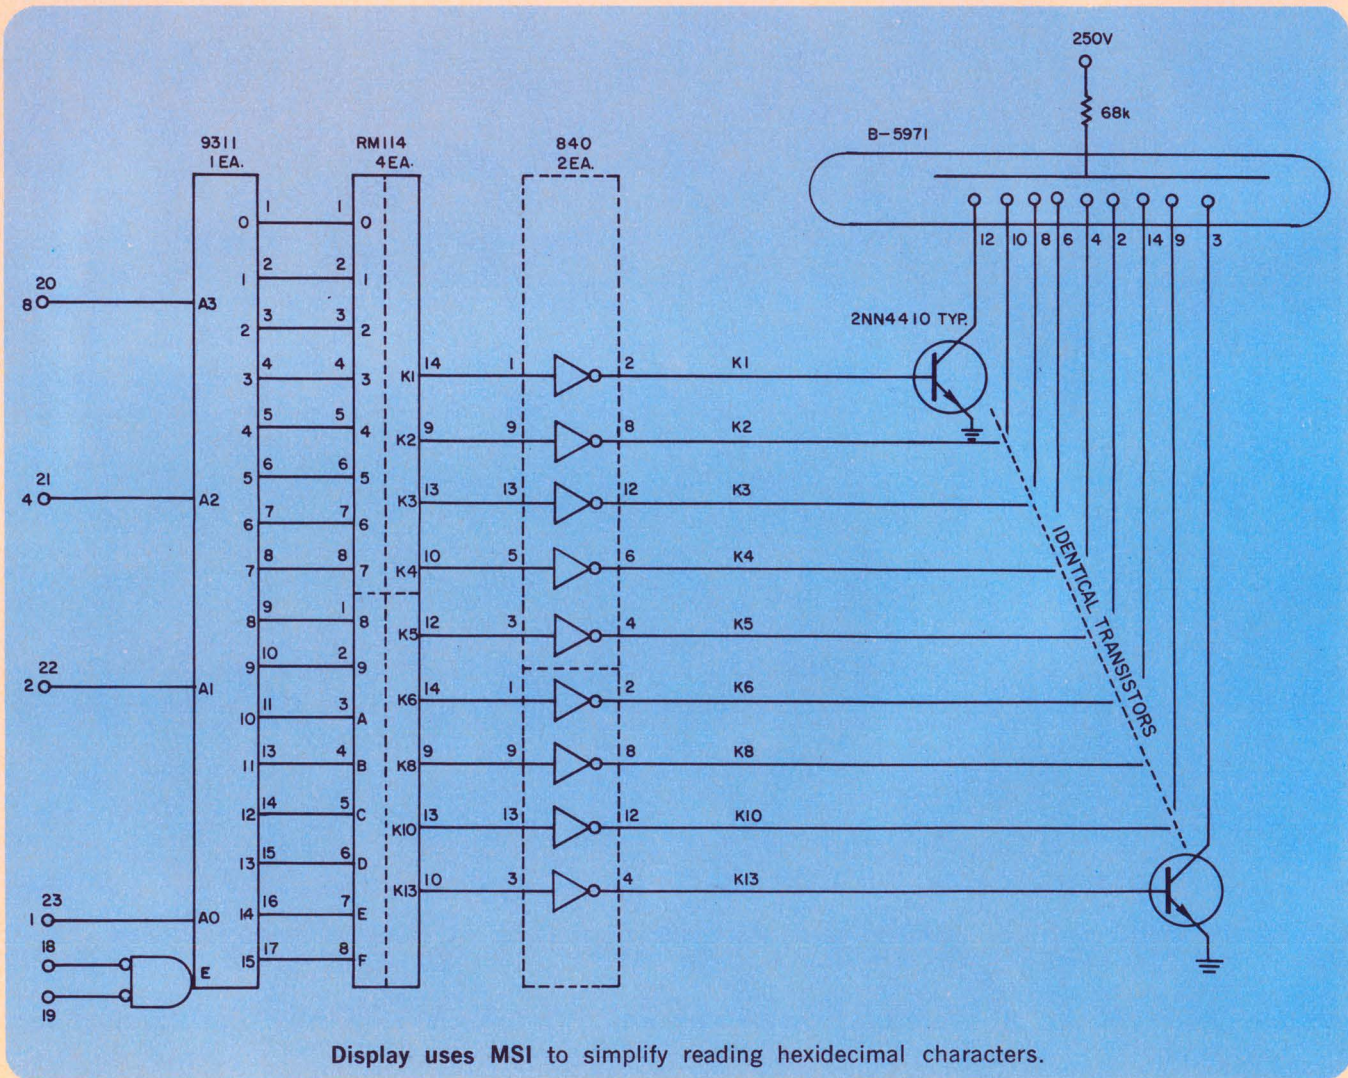 250V
68k
B-5971
12 10 8 6 4 2 14 9 3
2NN4410 TYP.
9311
1 EA.
RM114
4 EA.
840
2 EA.
0 1 1 0
1 2 2 1
20
8 A3
2 3 3 2
3 4 4 3
K1 14 1 2 K1
4 5 5 4
K2 9 9 8 K2
5 6 6 5
21
4 A2
K3 13 13 12 K3
6 7 7 6
7 8 8 7
K4 10 5 6 K4
8 9 1 8
K5 12 3 4 K5
9 10 2 9
22
2 A1
K6 14 1 2 K6
10 11 3 A
11 13 4 B
K8 9 9 8 K8
12 14 5 C
K10 13 13 12 K10
13 15 6 D
K13 10 3 4 K13
23
1 A0
14 16 7 E
15 17 8 F
18
E
19
IDENTICAL TRANSISTORS
Display uses MSI to simplify reading hexidecimal characters.